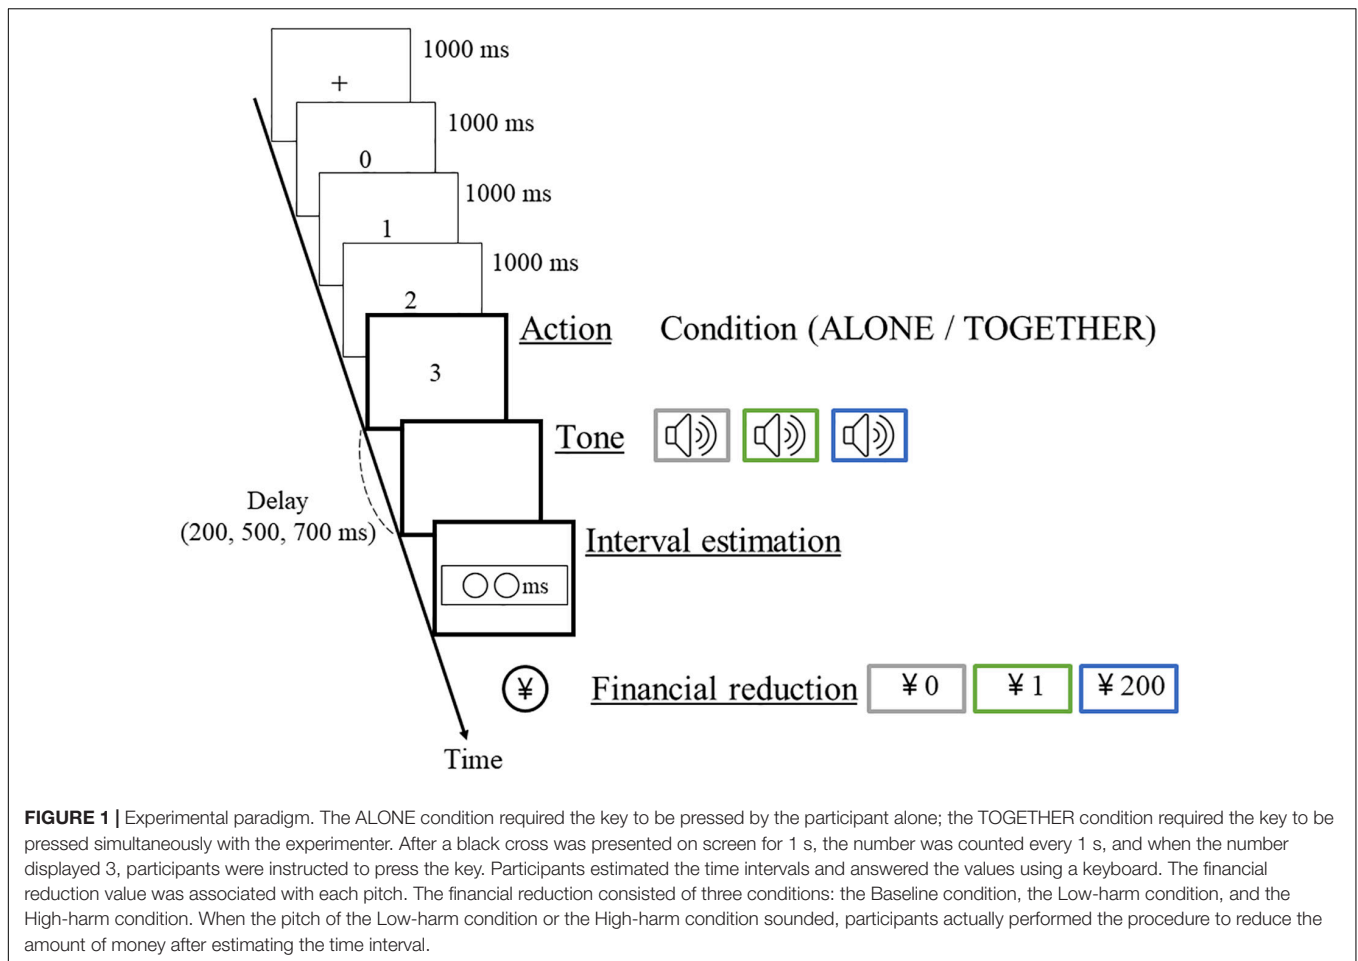 1000 ms
+
1000 ms
0
1000 ms
1
1000 ms
2
Action Condition (ALONE / TOGETHER)
3
Tone
Delay
(200, 500, 700 ms)
Interval estimation
○○ms
¥ Financial reduction ¥0 ¥1 ¥200
Time
FIGURE 1 | Experimental paradigm. The ALONE condition required the key to be pressed by the participant alone; the TOGETHER condition required the key to be
pressed simultaneously with the experimenter. After a black cross was presented on screen for 1 s, the number was counted every 1 s, and when the number
displayed 3, participants were instructed to press the key. Participants estimated the time intervals and answered the values using a keyboard. The financial
reduction value was associated with each pitch. The financial reduction consisted of three conditions: the Baseline condition, the Low-harm condition, and the
High-harm condition. When the pitch of the Low-harm condition or the High-harm condition sounded, participants actually performed the procedure to reduce the
amount of money after estimating the time interval.